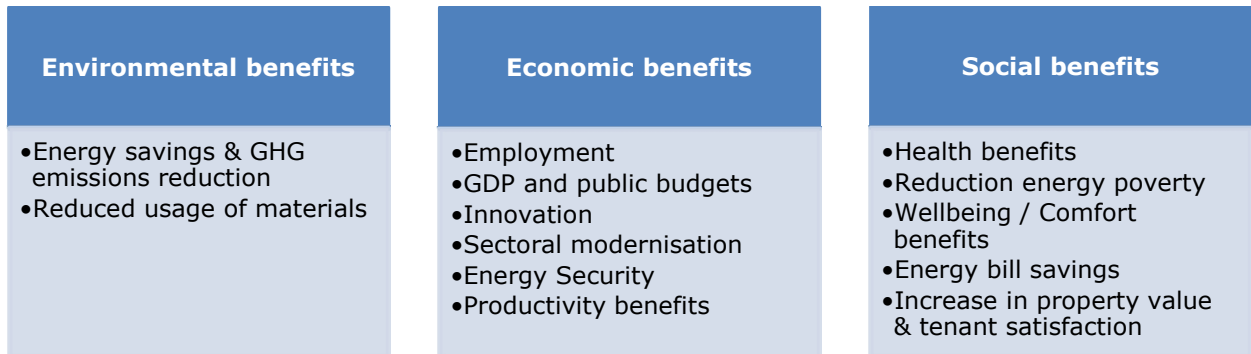 Environmental benefits
•Energy savings & GHG
emissions reduction
•Reduced usage of materials
Economic benefits
•Employment
•GDP and public budgets
•Innovation
•Sectoral modernisation
•Energy Security
•Productivity benefits
Social benefits
•Health benefits
•Reduction energy poverty
•Wellbeing / Comfort
benefits
•Energy bill savings
•Increase in property value
& tenant satisfaction